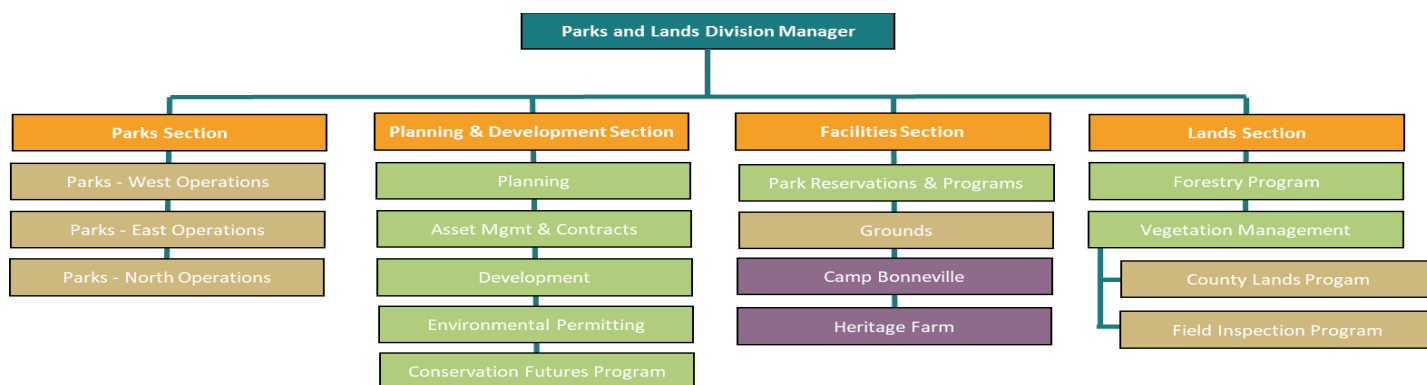 Parks and Lands Division Manager
Parks Section
Parks - West Operations
Parks - East Operations
Parks - North Operations
Planning & Development Section
Planning
Asset Mgmt & Contracts
Development
Environmental Permitting
Conservation Futures Program
Facilities Section
Park Reservations & Programs
Grounds
Camp Bonneville
Heritage Farm
Lands Section
Forestry Program
Vegetation Management
County Lands Progam
Field Inspection Program